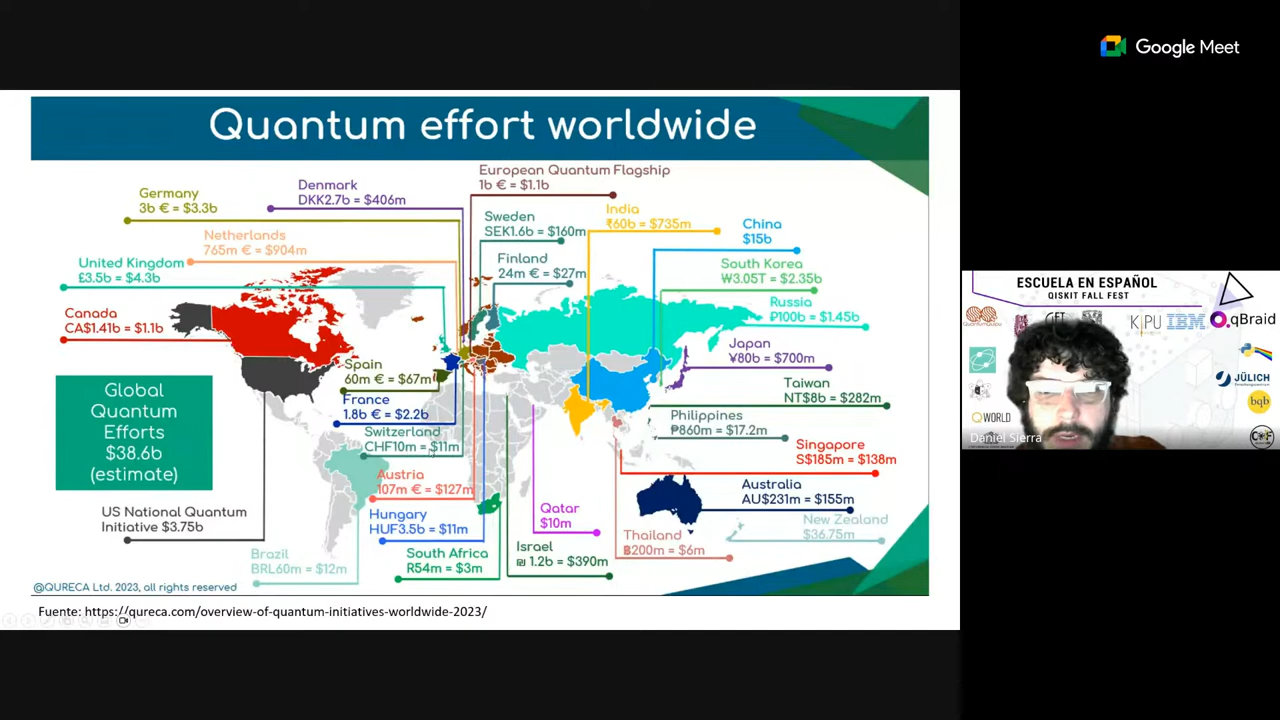 Google Meet
Quantum effort worldwide
European Quantum Flagship
1b € = $1.1b
Denmark
DKK2.7b = $406m
Germany
3b € = $3.3b
Sweden
SEK1.6b = $160m
India
₹60b = $735m
China
$15b
Netherlands
765m € = $904m
Finland
24m € = $27m
United Kingdom
£3.5b = $4.3b
South Korea
₩3.05T = $2.35b
Russia
₽100b = $1.45b
Canada
CA$1.41b = $1.1b
Japan
¥80b = $700m
Spain
60m € = $67m
Taiwan
NT$8b = $282m
France
1.8b € = $2.2b
Philippines
₱860m = $17.2m
Global
Quantum
Efforts
$38.6b
(estimate)
Switzerland
CHF10m = $11m
Singapore
S$185m = $138m
Austria
107m € = $127m
Australia
AU$231m = $155m
US National Quantum
Initiative $3.75b
Hungary
HUF3.5b = $11m
Qatar
$10m
New Zealand
$36.75m
Thailand
฿200m = $6m
Israel
₪ 1.2b = $390m
South Africa
R54m = $3m
Brazil
BRL60m = $12m
@QURECA Ltd. 2023, all rights reserved
Fuente: https://qureca.com/overview-of-quantum-initiatives-worldwide-2023/
ESCUELA EN ESPAÑOL
QISKIT FALL FEST
KIPU
IBM
qBraid
JÜLICH
bqb
QWORLD
Daniel Sierra